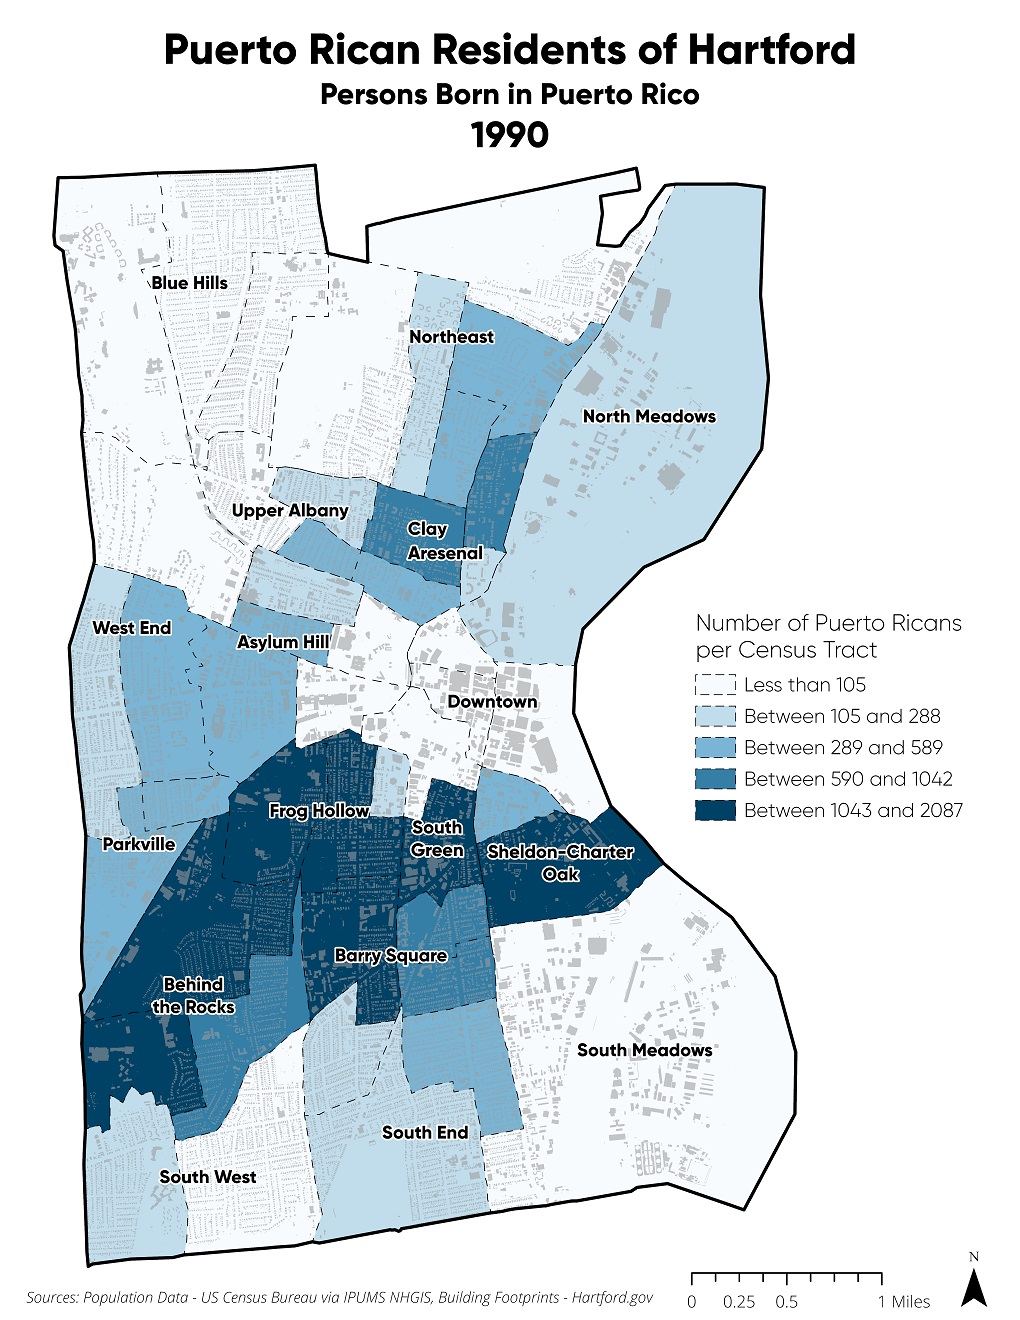 Puerto Rican Residents of Hartford
Persons Born in Puerto Rico
1990
Blue Hills
Northeast
North Meadows
Upper Albany
Clay
Aresenal
West End
Asylum Hill
Downtown
Number of Puerto Ricans
per Census Tract
Less than 105
Between 105 and 288
Between 289 and 589
Between 590 and 1042
Between 1043 and 2087
Frog Hollow
South
Green
Parkville
Sheldon-Charter
Oak
Barry Square
Behind
the Rocks
South Meadows
South End
South West
N
Sources: Population Data - US Census Bureau via IPUMS NHGIS, Building Footprints - Hartford.gov
0 0.25 0.5 1 Miles